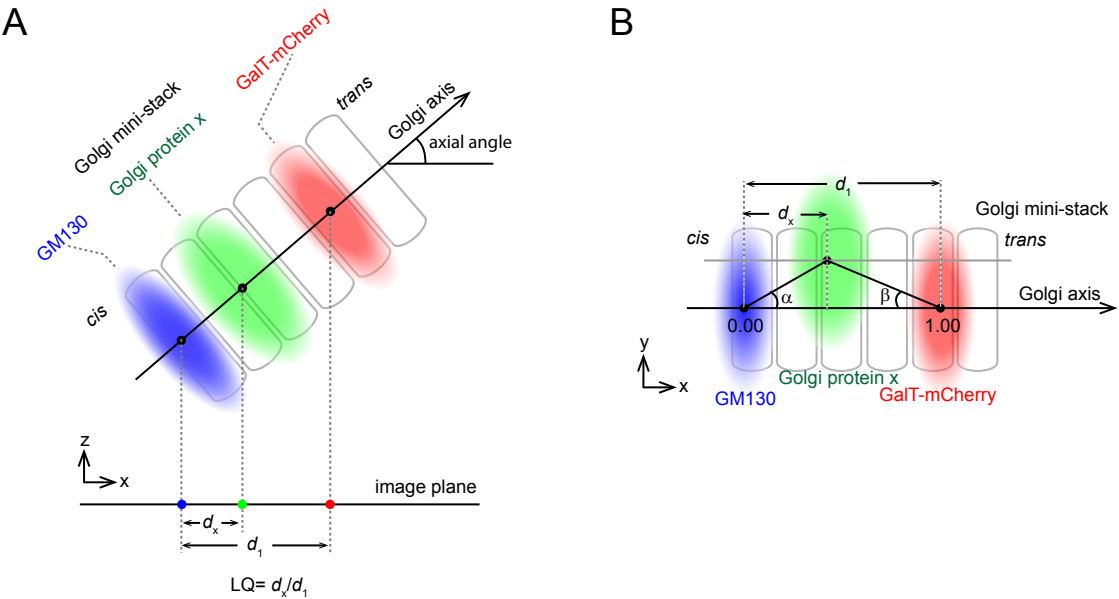 A
GM130
Golgi protein x
Golgi mini-stack
GalT-mCherry
trans
Golgi axis
axial angle
cis
z
x
image plane
dx
d1
LQ= dx/d1
B
d1
dx
Golgi mini-stack
cis
trans
α
β
Golgi axis
0.00
1.00
y
x
Golgi protein x
GM130
GalT-mCherry